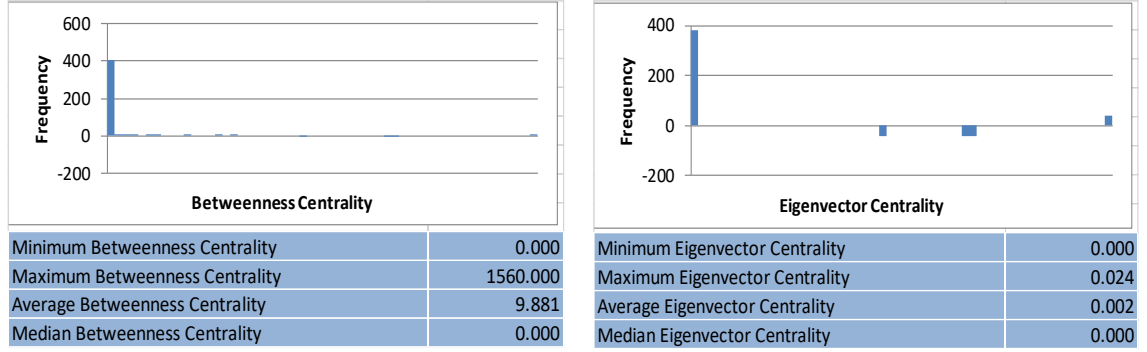 600
400
200
0
-200
Frequency
Betweenness Centrality
Minimum Betweenness Centrality 0.000
Maximum Betweenness Centrality 1560.000
Average Betweenness Centrality 9.881
Median Betweenness Centrality 0.000
400
200
0
-200
Frequency
Eigenvector Centrality
Minimum Eigenvector Centrality 0.000
Maximum Eigenvector Centrality 0.024
Average Eigenvector Centrality 0.002
Median Eigenvector Centrality 0.000